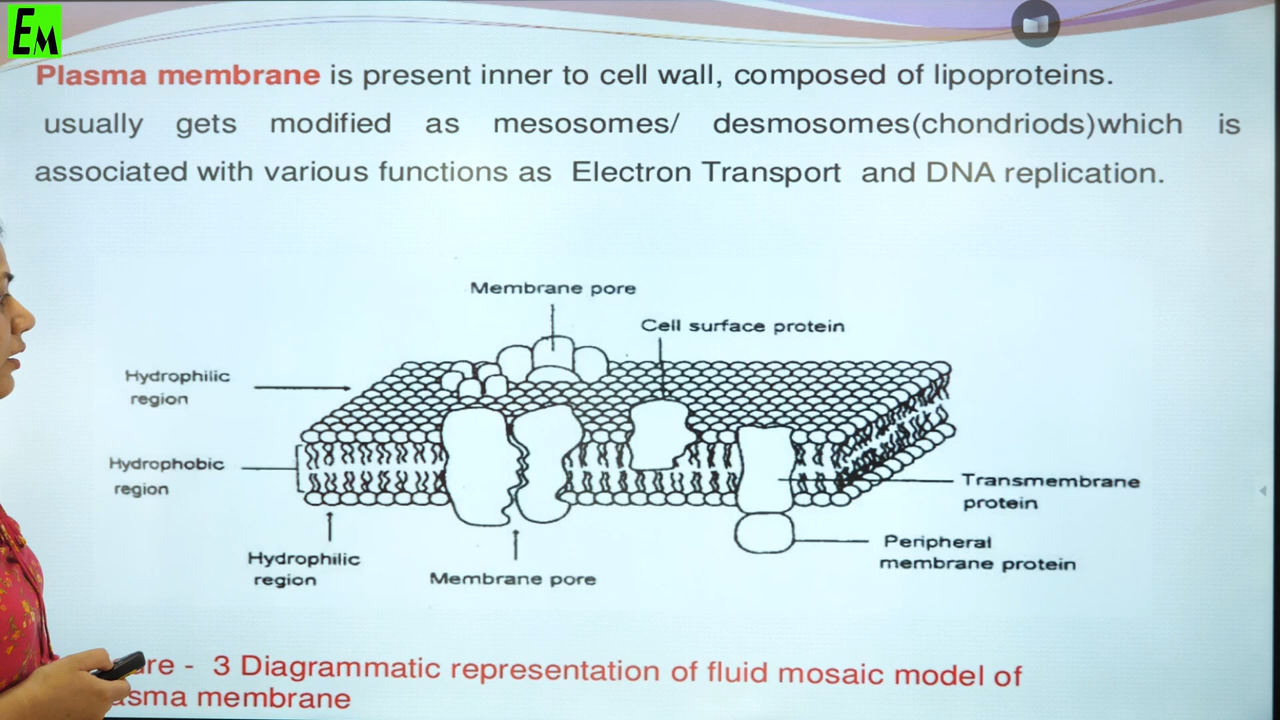 EM
Plasma membrane is present inner to cell wall, composed of lipoproteins.
usually gets modified as mesosomes/ desmosomes(chondriods)which is
associated with various functions as Electron Transport and DNA replication.
Membrane pore
Cell surface protein
Hydrophilic
region
Hydrophobic
region
Transmembrane
protein
Peripheral
membrane protein
Hydrophilic
region
Membrane pore
- 3 Diagrammatic representation of fluid mosaic model of
membrane